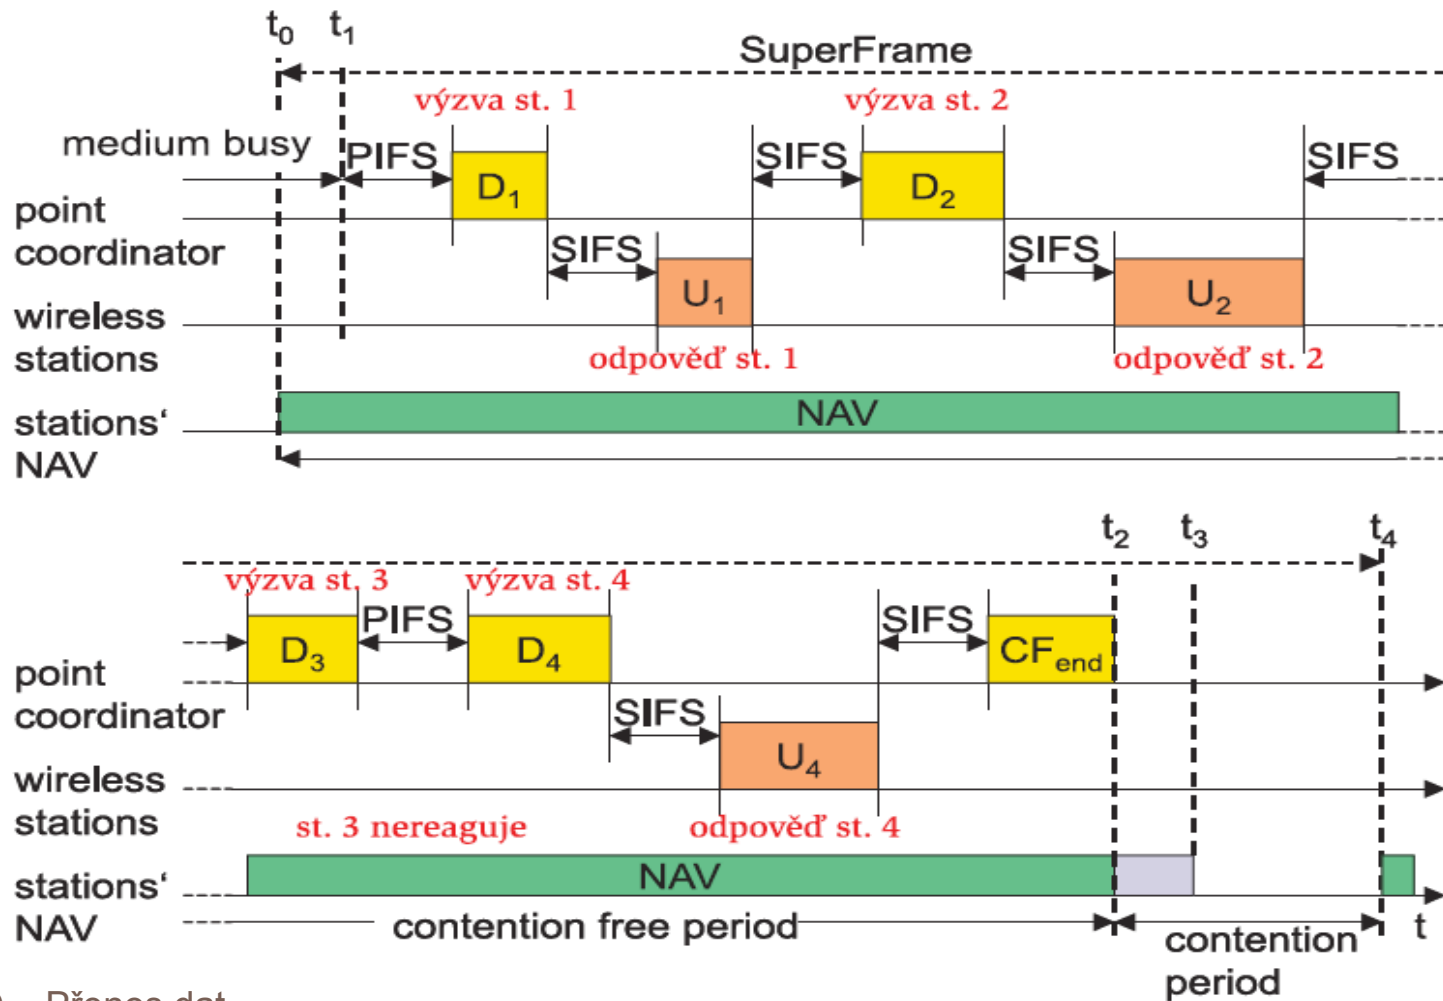 t0 t1
SuperFrame
výzva st. 1 výzva st. 2
medium busy PIFS SIFS SIFS
D1 D2
point
coordinator
SIFS SIFS
U1 U2
wireless
stations
odpověď st. 1 odpověď st. 2
stations‘
NAV
NAV
t2 t3 t4
výzva st. 3 výzva st. 4
PIFS SIFS
D3 D4 CFend
point
coordinator
SIFS
U4
wireless
stations
st. 3 nereaguje odpověď st. 4
stations‘
NAV
NAV
contention free period
t
contention
period
Přenos dat